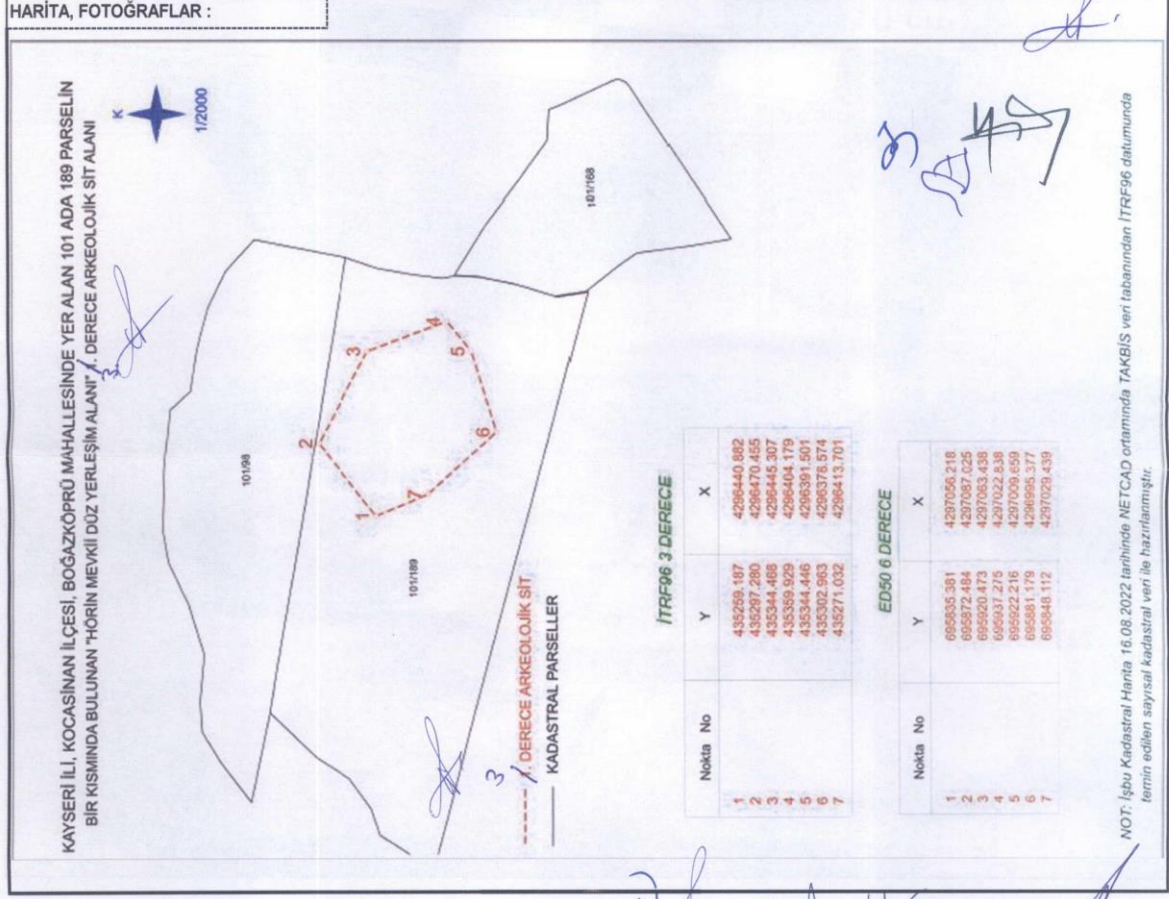 HARİTA, FOTOĞRAFLAR :
KAYSERİ İLİ, KOCASİNAN İLÇESİ, BOĞAZKÖPRÜ MAHALLESİNDE YER ALAN 101 ADA 189 PARSELİN
BİR KISMINDA BULUNAN "HÖRİN MEVKİİ DÜZ YERLEŞİM ALANI" 1. DERECE ARKEOLOJİK SİT ALANI
3
K
1/2000
101/98
101/189
101/168
1
2
3
4
5
6
7
3
1. DERECE ARKEOLOJİK SİT
KADASTRAL PARSELLER
ITRF96 3 DERECE
Nokta No Y X
1 435259.187 4296440.882
2 435297.280 4296470.455
3 435344.468 4296445.307
4 435359.929 4296404.179
5 435344.446 4296391.501
6 435302.963 4296376.574
7 435271.032 4296413.701
ED50 6 DERECE
Nokta No Y X
1 695835.381 4297056.218
2 695872.484 4297087.025
3 695920.473 4297063.438
4 695937.275 4297022.838
5 695922.216 4297009.659
6 695881.179 4296995.377
7 695848.112 4297029.439
NOT: İşbu Kadastral Harita 16.08.2022 tarihinde NETCAD ortamında TAKBİS veri tabanından İTRF96 datumunda
temin edilen sayısal kadastral veri ile hazırlanmıştır.